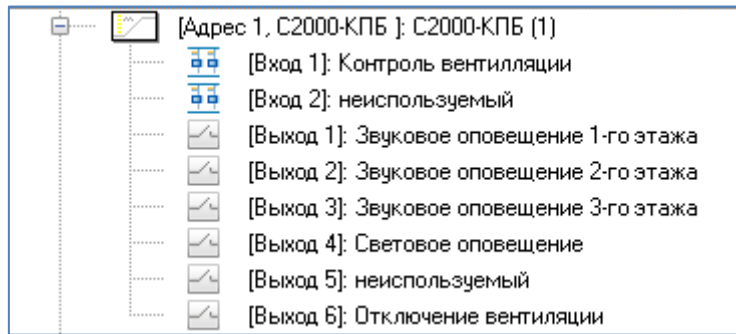 [Адрес 1, С2000-КПБ ]: С2000-КПБ (1)
[Вход 1]: Контроль вентилляции
[Вход 2]: неиспользуемый
[Выход 1]: Звуковое оповещение 1-го этажа
[Выход 2]: Звуковое оповещение 2-го этажа
[Выход 3]: Звуковое оповещение 3-го этажа
[Выход 4]: Световое оповещение
[Выход 5]: неиспользуемый
[Выход 6]: Отключение вентиляции